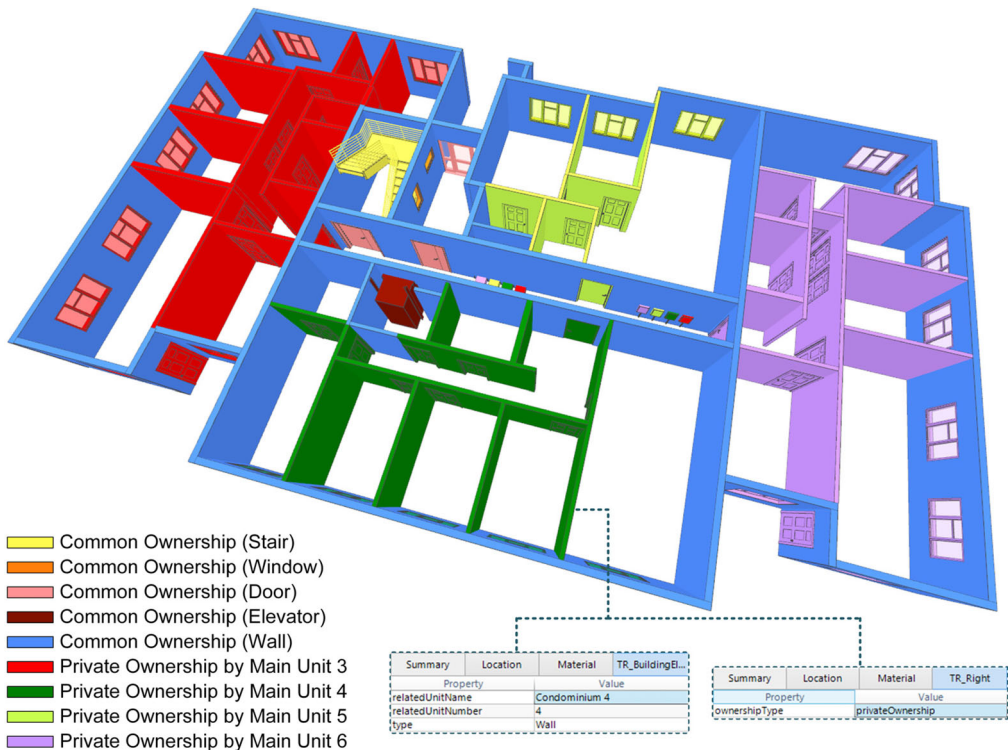 Common Ownership (Stair)
Common Ownership (Window)
Common Ownership (Door)
Common Ownership (Elevator)
Common Ownership (Wall)
Private Ownership by Main Unit 3
Private Ownership by Main Unit 4
Private Ownership by Main Unit 5
Private Ownership by Main Unit 6
Summary Location Material TR_BuildingEl...
Property Value
relatedUnitName Condominium 4
relatedUnitNumber 4
type Wall
Summary Location Material TR_Right
Property Value
ownershipType privateOwnership